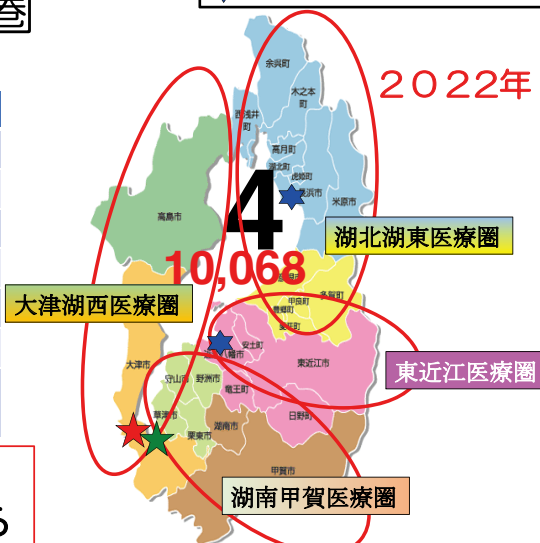 巻
2022年
余呉町
木之本
町
西浅井
町
高月町
湖北町
虎姫町
長浜市
米原市
高島市
4
10,068
湖北湖東医療圏
大津湖西医療圏
多賀町
甲良町
豊郷町
愛荘町
安土町
東近江市
東近江医療圏
大津市
守山市
野洲市
竜王町
日野町
草津市
栗東市
湖南市
甲賀市
湖南甲賀医療圏
る